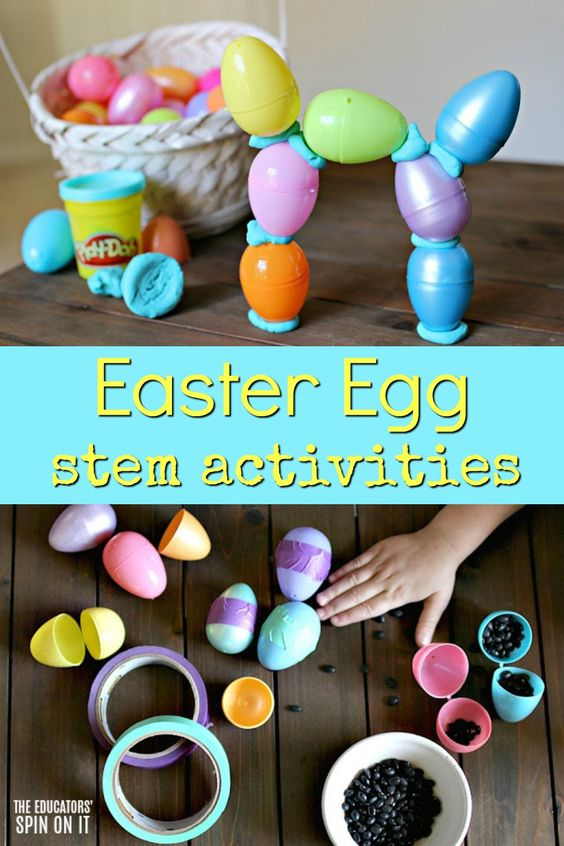 Play-Doh
Easter Egg
stem activities
THE EDUCATORS'
SPIN ON IT